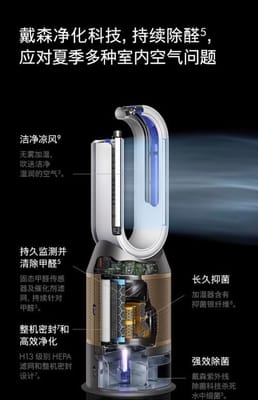 戴森净化科技，持续除醛⁵，
应对夏季多种室内空气问题
洁净凉风⁹
无雾加湿，
吹送洁净
湿润的空气²。
持久监测并
清除甲醛⁵
固态甲醛传感
器及催化剂滤
网，持续针对
甲醛⁵。
长久抑菌
加湿器含有
抑菌银纤维⁶。
整机密封⁷和
高效净化
H13 级别 HEPA
滤网和整机密封
设计⁷。
强效除菌
戴森紫外线
除菌科技杀死
水中细菌⁸。